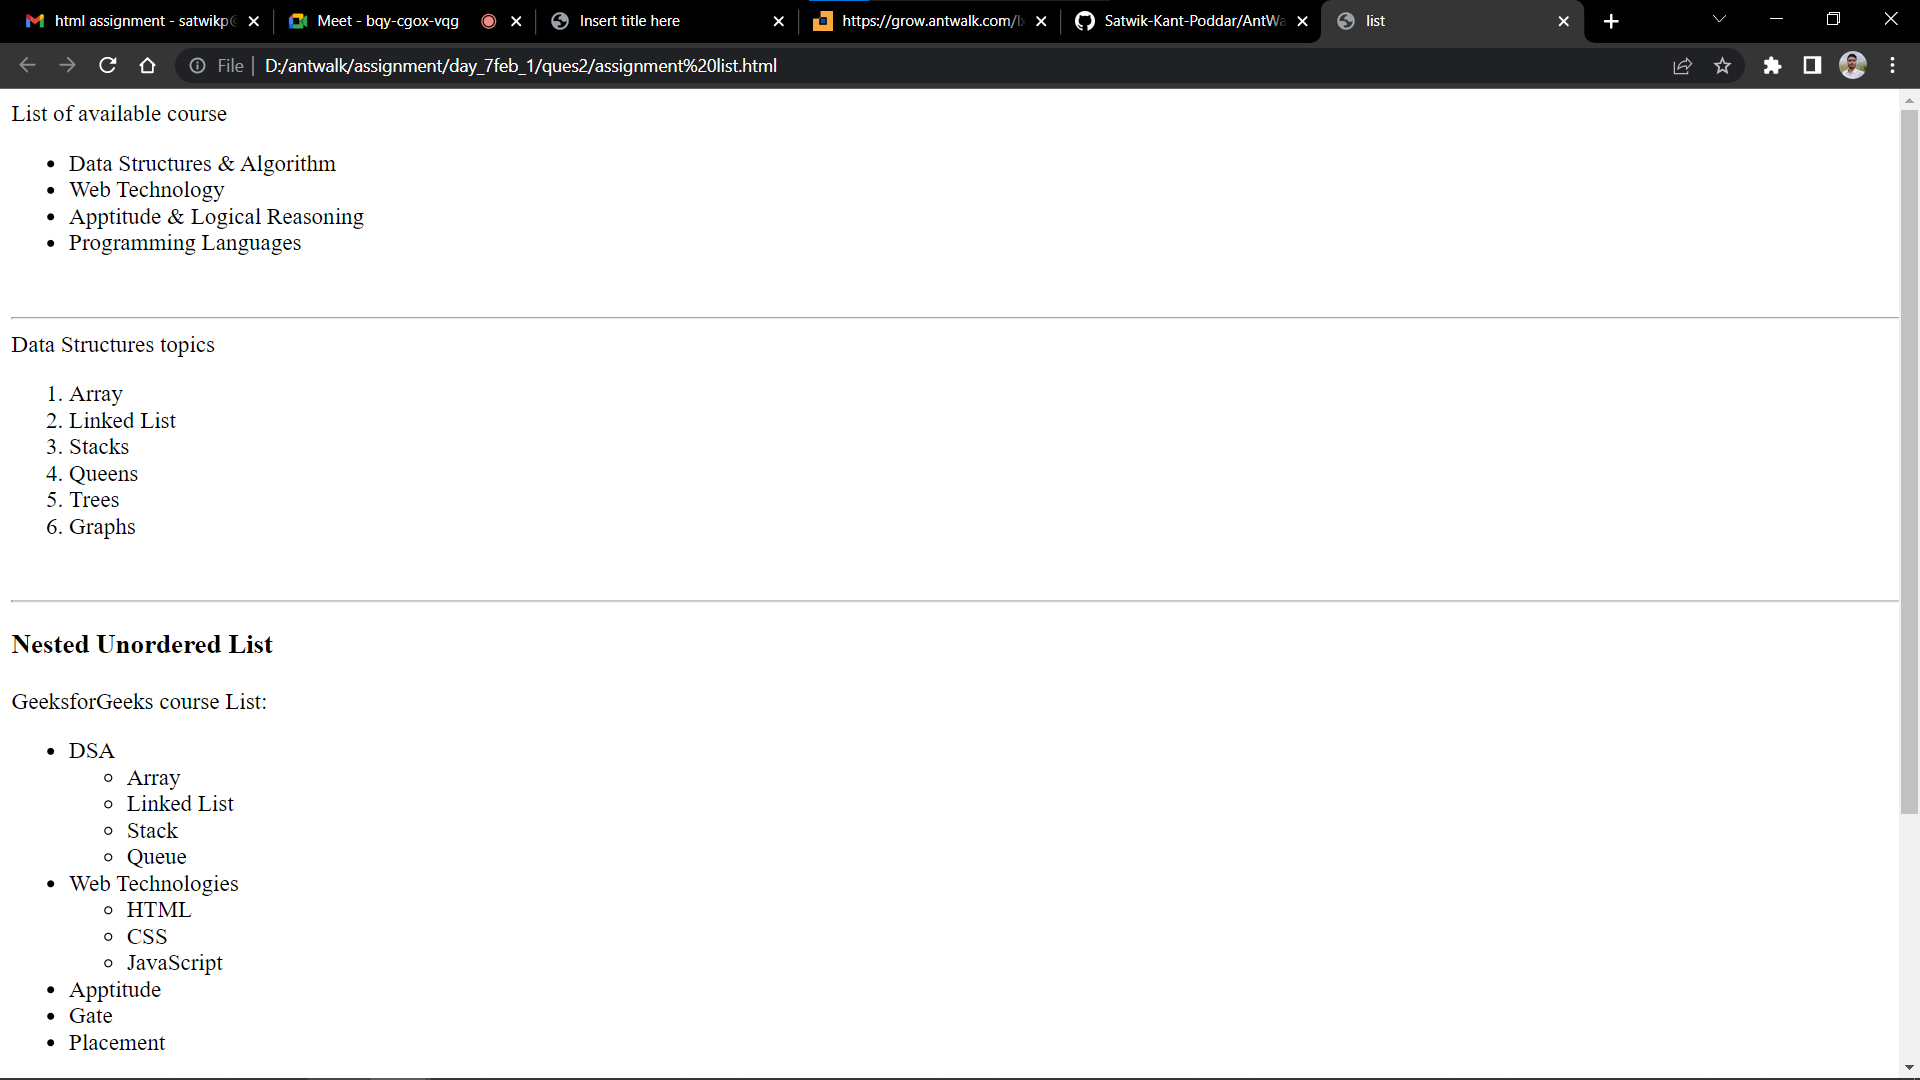 html assignment - satwikp@
Meet - bqy-cgox-vqg
Insert title here
https://grow.antwalk.com/
Satwik-Kant-Poddar/AntWa
list
File
D:/antwalk/assignment/day_7feb_1/ques2/assignment%20list.html
List of available course
• Data Structures & Algorithm
• Web Technology
• Apptitude & Logical Reasoning
• Programming Languages
Data Structures topics
1. Array
2. Linked List
3. Stacks
4. Queens
5. Trees
6. Graphs
Nested Unordered List
GeeksforGeeks course List:
• DSA
◦ Array
◦ Linked List
◦ Stack
◦ Queue
• Web Technologies
◦ HTML
◦ CSS
◦ JavaScript
• Apptitude
• Gate
• Placement